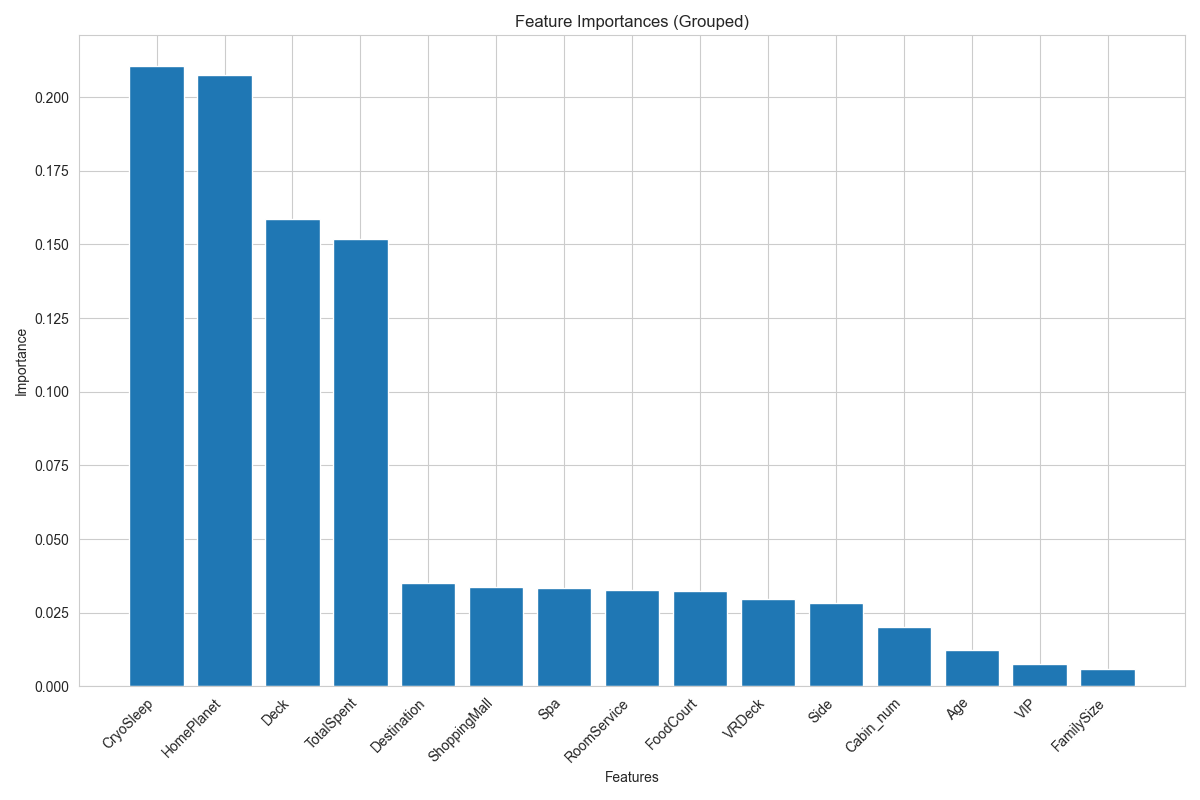 Feature Importances (Grouped)
Importance
0.200
0.175
0.150
0.125
0.100
0.075
0.050
0.025
0.000
CryoSleep
HomePlanet
Deck
TotalSpent
Destination
ShoppingMall
Spa
RoomService
FoodCourt
VRDeck
Side
Cabin_num
Age
VIP
FamilySize
Features